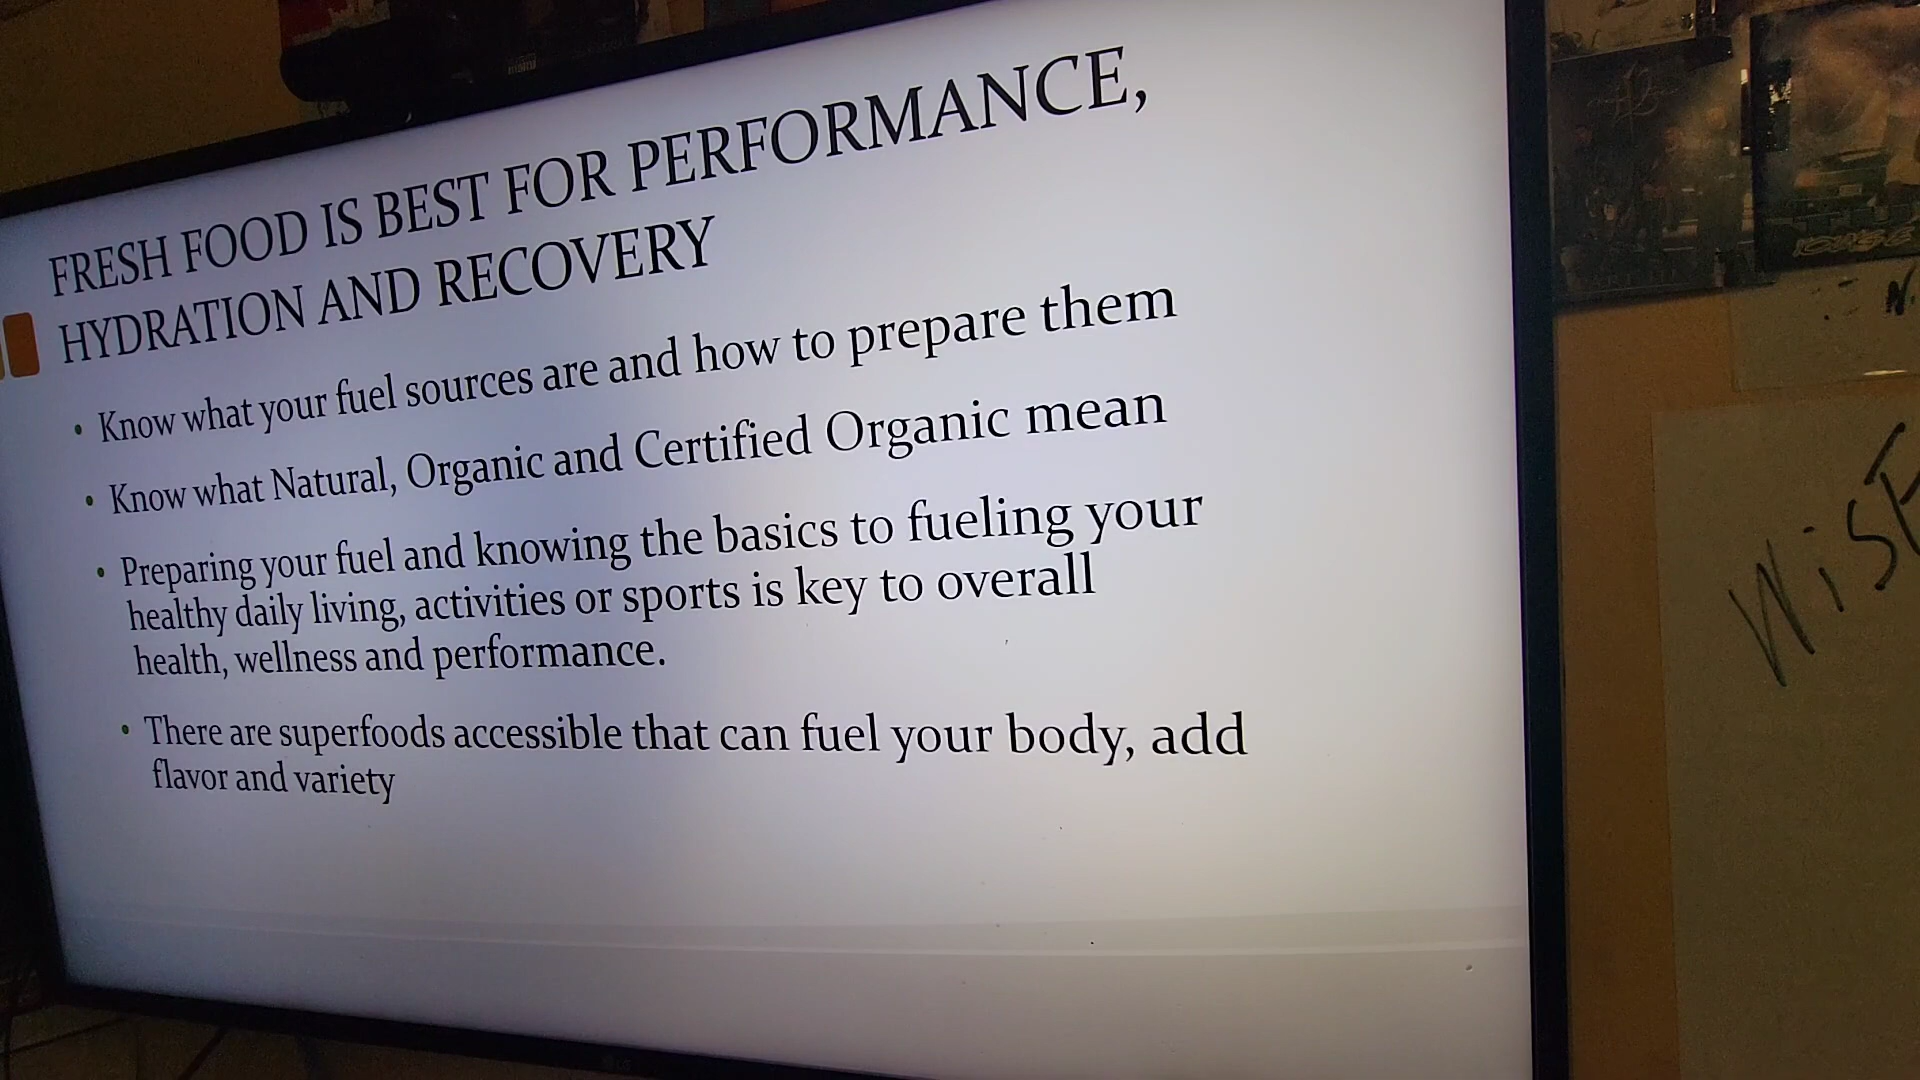 FRESH FOOD IS BEST FOR PERFORMANCE,
HYDRATION AND RECOVERY
• Know what your fuel sources are and how to prepare them
• Know what Natural, Organic and Certified Organic mean
• Preparing your fuel and knowing the basics to fueling your
healthy daily living, activities or sports is key to overall
health, wellness and performance.
• There are superfoods accessible that can fuel your body, add
flavor and variety